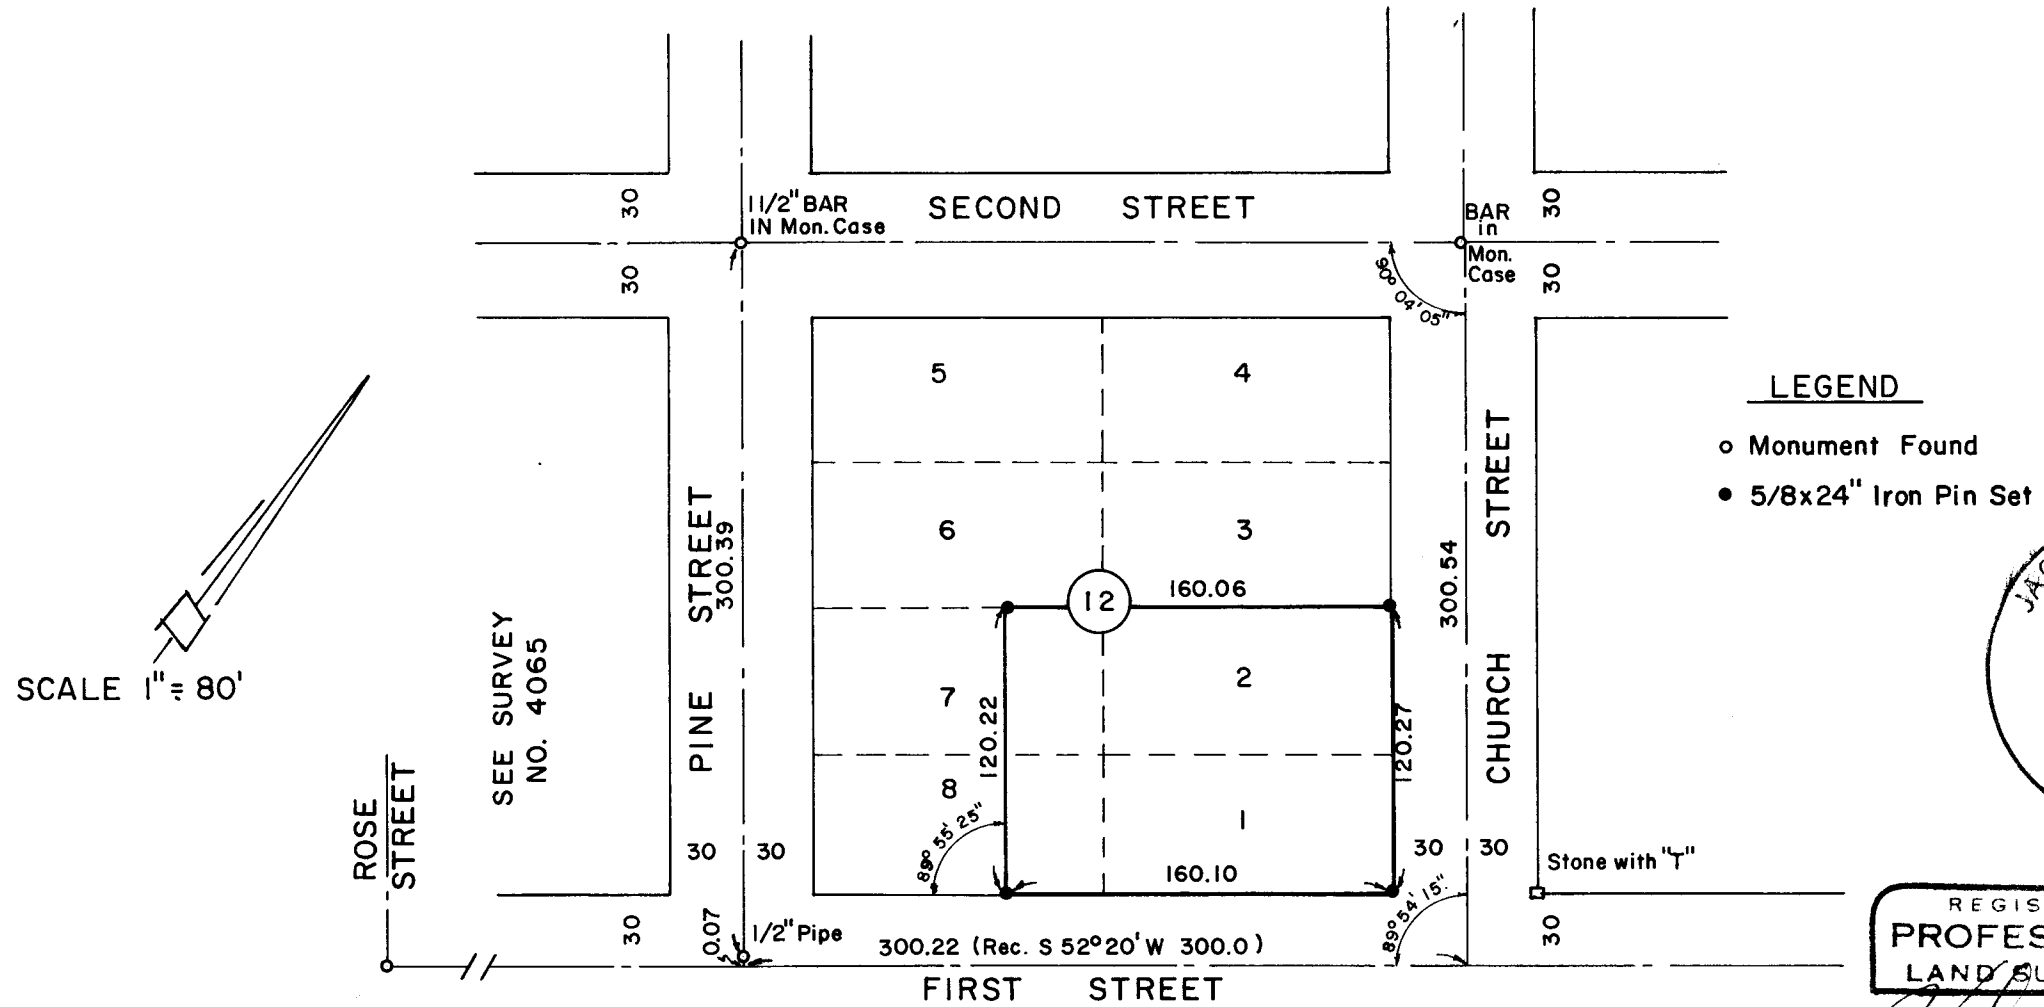 30
1 1/2" BAR
IN Mon. Case
SECOND STREET
BAR
in
Mon.
Case
30
30
30
90° 04' 05"
5
4
LEGEND
Monument Found
5/8x24" Iron Pin Set
6
3
PINE STREET
300.39
12
160.06
300.54
CHURCH STREET
SCALE 1" = 80'
SEE SURVEY
NO. 4065
7
2
120.22
120.27
ROSE
STREET
8
1
89° 55' 25"
30
30
160.10
30
30
Stone with "T"
89° 54' 15"
30
0.07
1/2" Pipe
300.22 (Rec. S 52° 20' W 300.0)
30
FIRST STREET
REGIS
PROFES
LAND SU